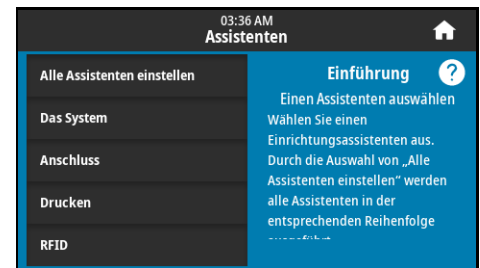 03:36 AM
Assistenten
Alle Assistenten einstellen
Das System
Anschluss
Drucken
RFID
Einführung
?
Einen Assistenten auswählen
Wählen Sie einen
Einrichtungsassistenten aus.
Durch die Auswahl von „Alle
Assistenten einstellen“ werden
alle Assistenten in der
entsprechenden Reihenfolge